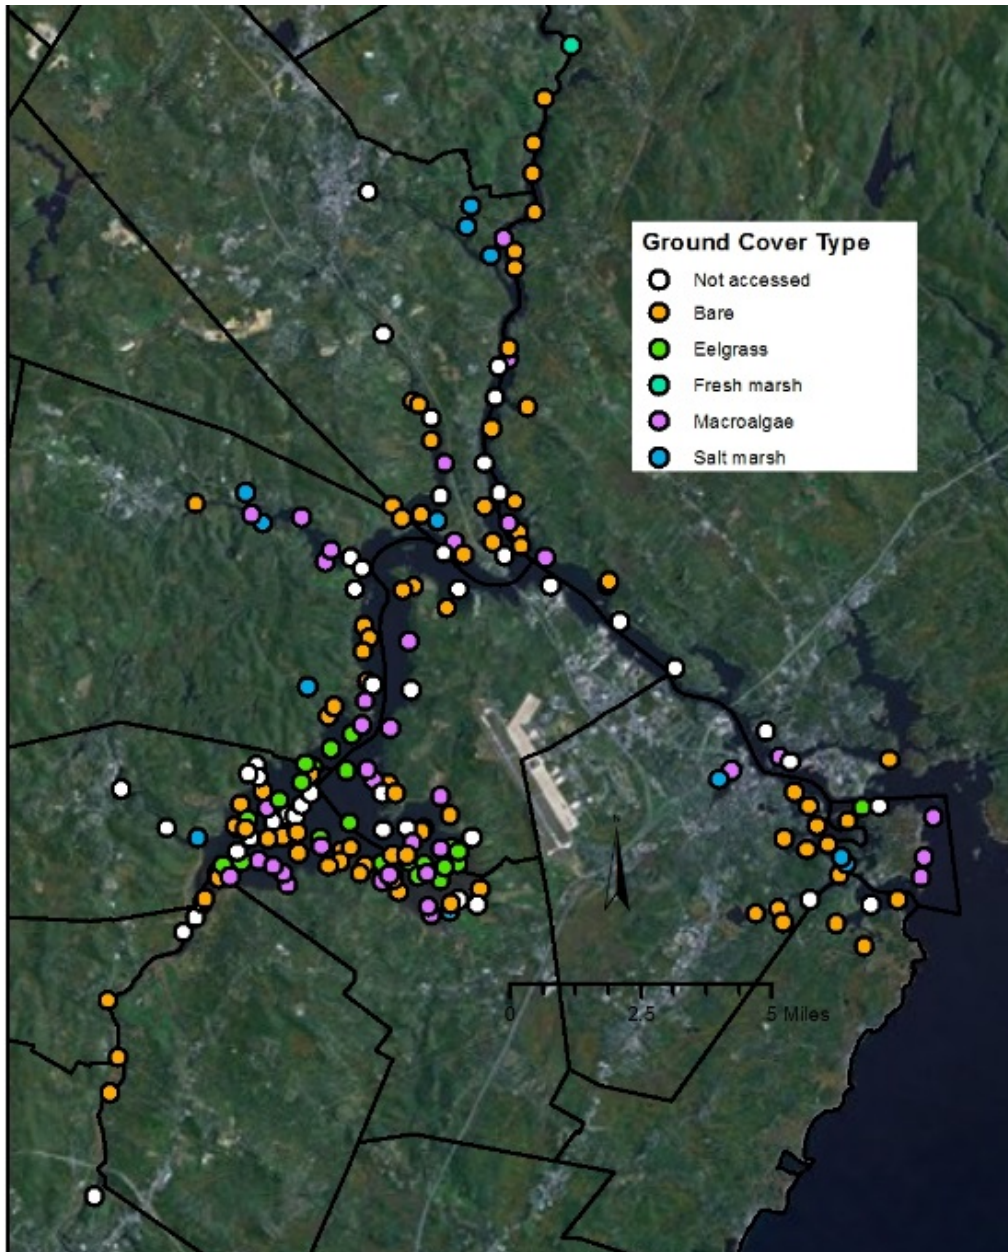 Ground Cover Type
Not accessed
Bare
Eelgrass
Fresh marsh
Macroalgae
Salt marsh
0 2.5 5 Miles